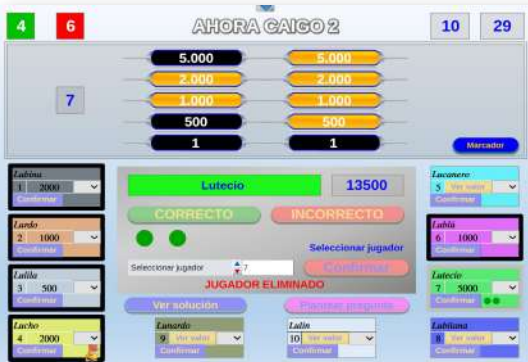 4 6 AHORA CAIGO 2 10 29
5.000 5.000
2.000 2.000
7 1.000 1.000
500 500
1 1
Marcador
Lubina
1 2000
Confirmar
Lurdo
2 1000
Confirmar
Lulila
3 500
Confirmar
Lucho
4 2000
Confirmar
Lutecio 13500
CORRECTO INCORRECTO
Seleccionar jugador
Seleccionar jugador 7 Confirmar
JUGADOR ELIMINADO
Ver solución Plantear pregunta
Lunardo
9 Ver valor
Confirmar
Lulin
10 Ver valor
Confirmar
Lucanero
5 Ver valor
Confirmar
Lublú
6 1000
Confirmar
Lutecio
7 5000
Confirmar
Lubliana
8 Ver valor
Confirmar